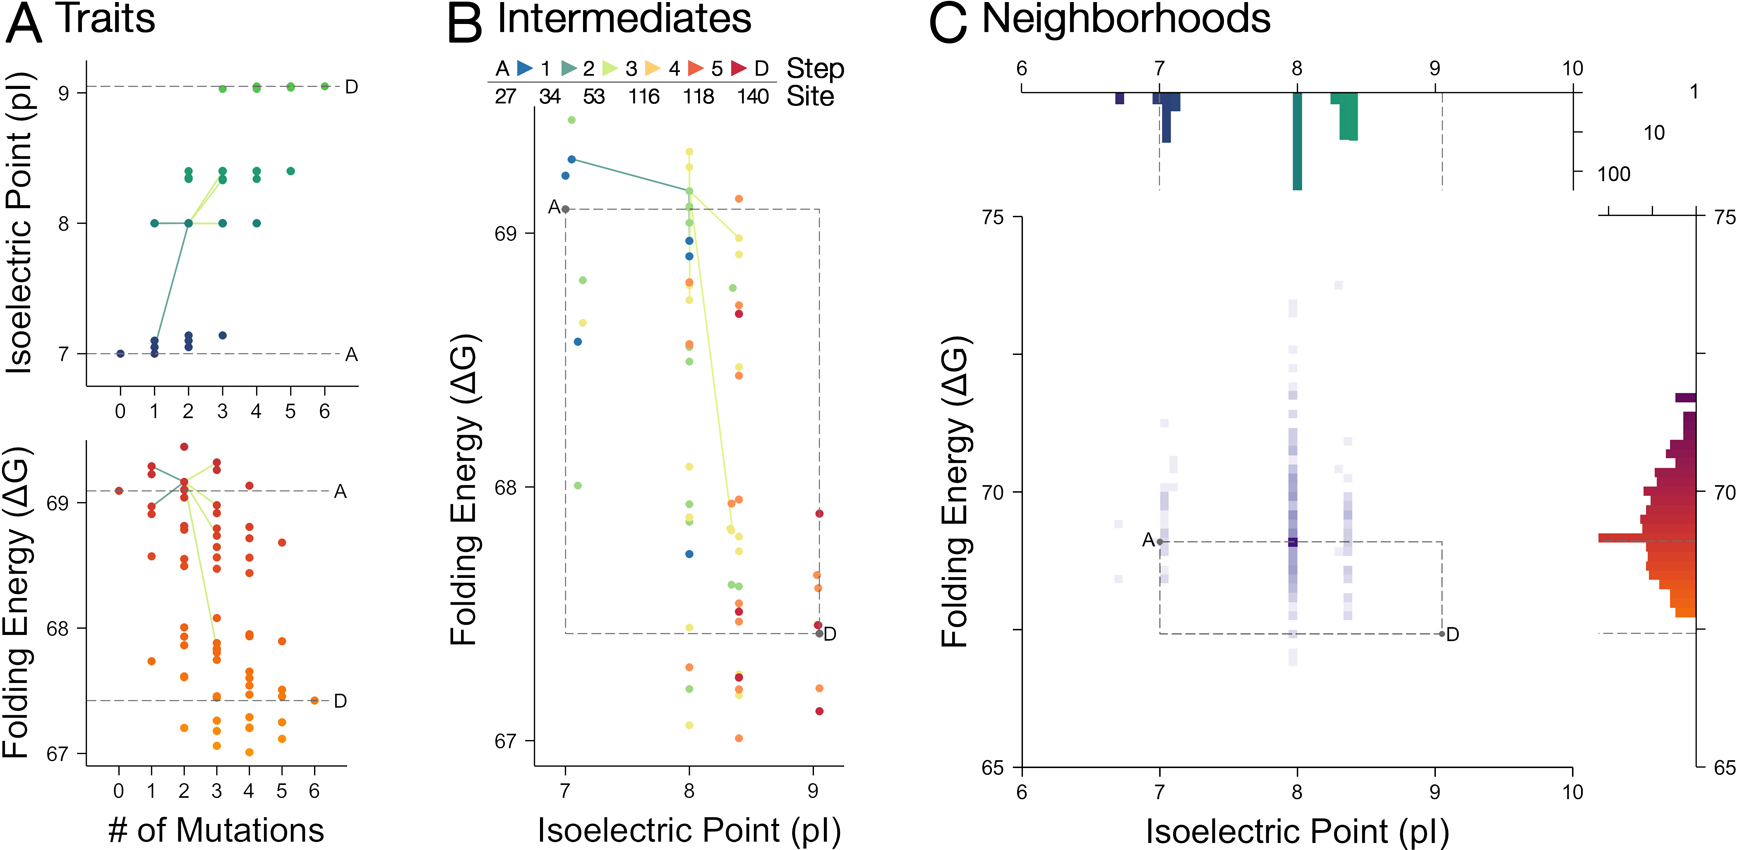 A Traits
Isoelectric Point (pI)
9
8
7
D
A
0 1 2 3 4 5 6
Folding Energy (ΔG)
69
68
67
A
D
0 1 2 3 4 5 6
# of Mutations
B Intermediates
A 1 2 3 4 5 D Step
27 34 53 116 118 140 Site
Folding Energy (ΔG)
69
68
67
A
D
7 8 9
Isoelectric Point (pI)
C Neighborhoods
6 7 8 9 10
1
10
100
75
70
65
Folding Energy (ΔG)
A
D
75
70
65
6 7 8 9 10
Isoelectric Point (pI)